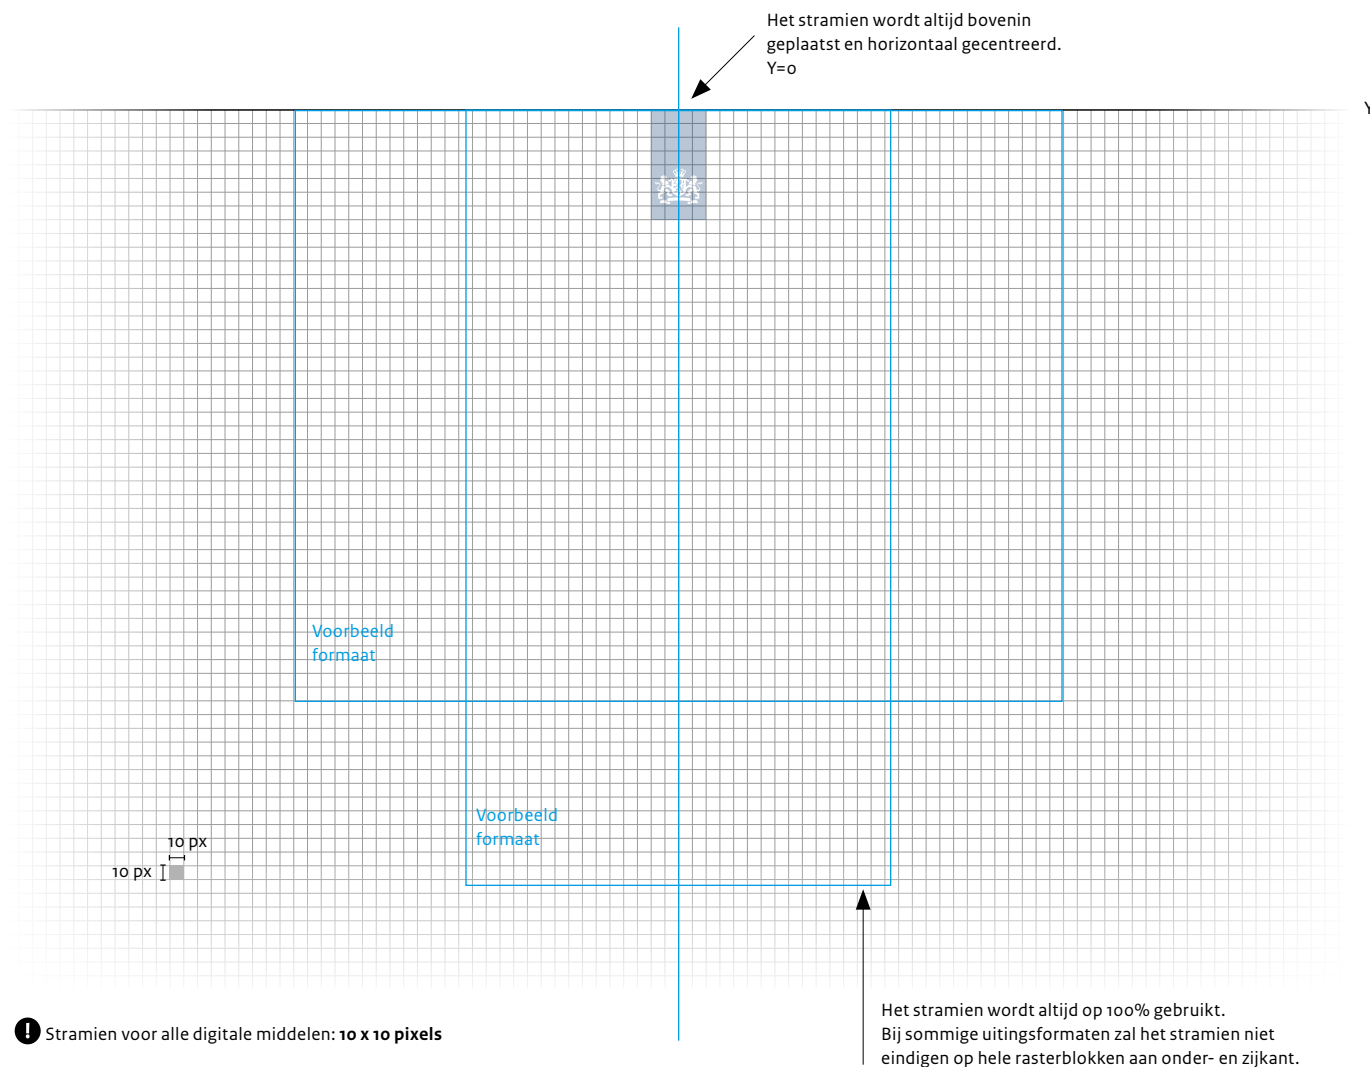 Het stramien wordt altijd bovenin
geplaatst en horizontaal gecentreerd.
Y=0
Y
Voorbeeld
formaat
Voorbeeld
formaat
10 px
10 px
Stramien voor alle digitale middelen: 10 x 10 pixels
Het stramien wordt altijd op 100% gebruikt.
Bij sommige uitingsformaten zal het stramien niet
eindigen op hele rasterblokken aan onder- en zijkant.